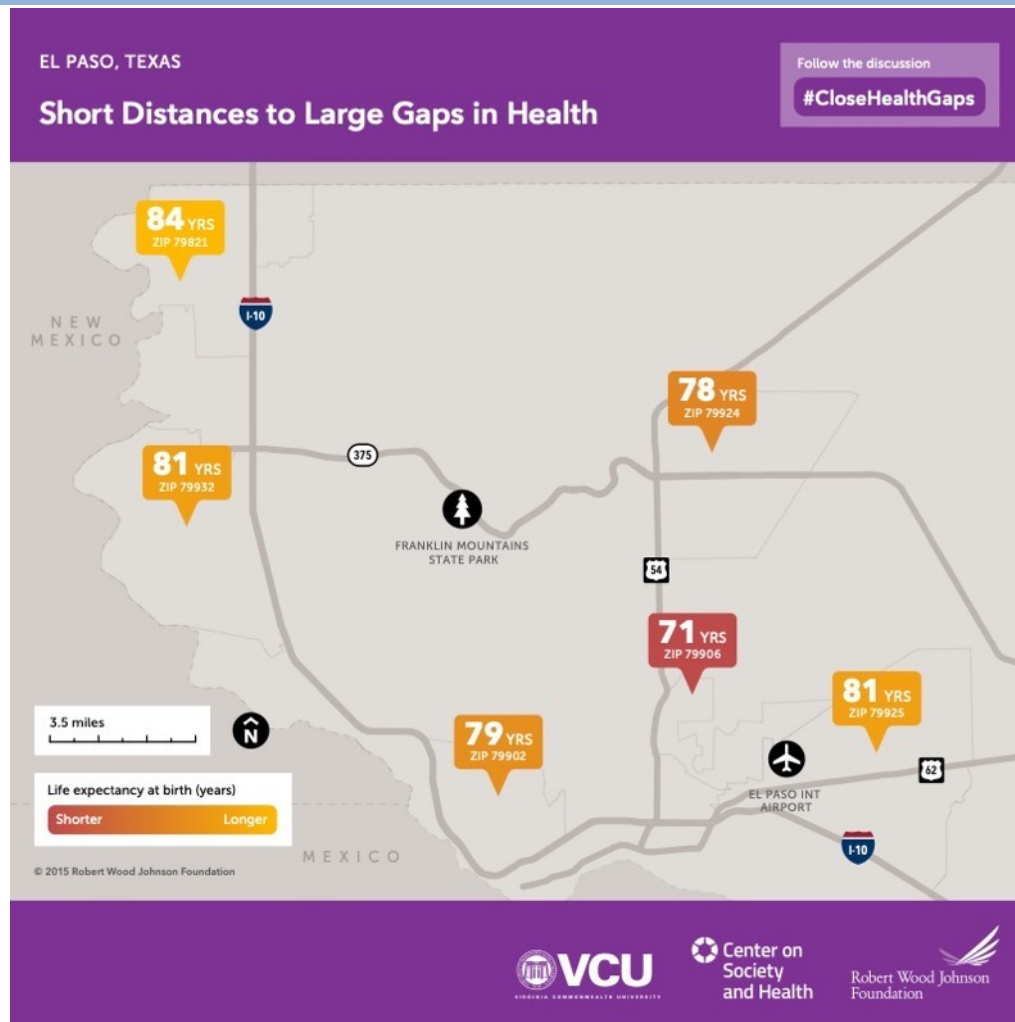 EL PASO, TEXAS
Short Distances to Large Gaps in Health
Follow the discussion
#CloseHealthGaps
84 YRS
ZIP 79821
I-10
NEW
MEXICO
78 YRS
ZIP 79924
81 YRS
ZIP 79932
375
FRANKLIN MOUNTAINS
STATE PARK
54
71 YRS
ZIP 79906
81 YRS
ZIP 79925
3.5 miles
N
79 YRS
ZIP 79902
62
EL PASO INT
AIRPORT
Life expectancy at birth (years)
Shorter Longer
I-10
MEXICO
© 2015 Robert Wood Johnson Foundation
VCU
VIRGINIA COMMONWEALTH UNIVERSITY
Center on
Society
and Health
Robert Wood Johnson
Foundation